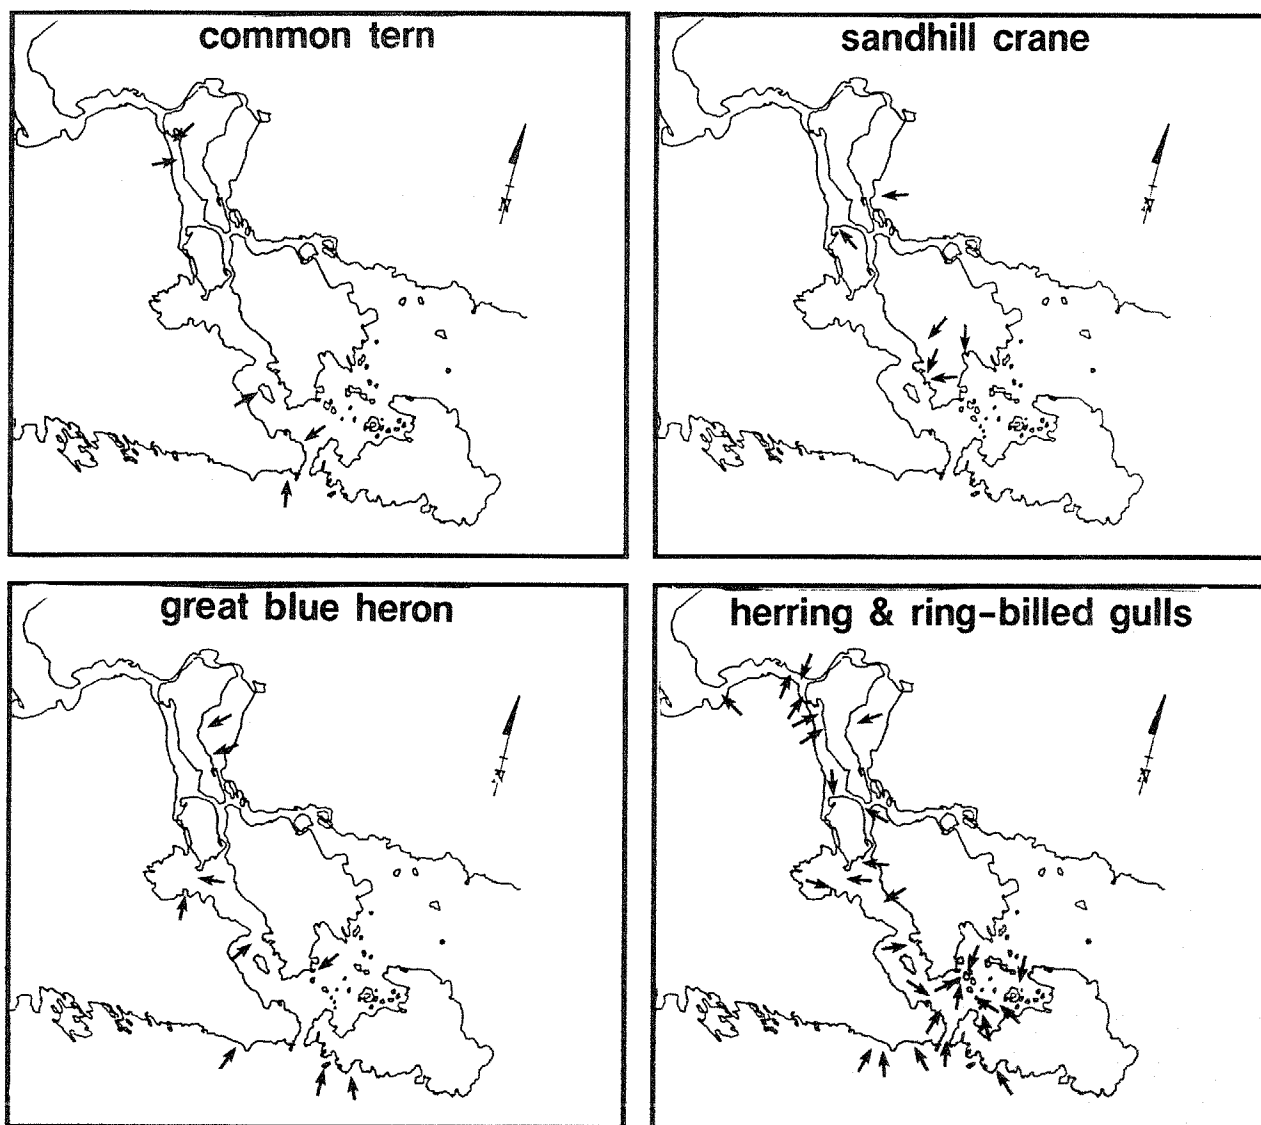 common tern
sandhill crane
N
N
great blue heron
herring & ring-billed gulls
N
N